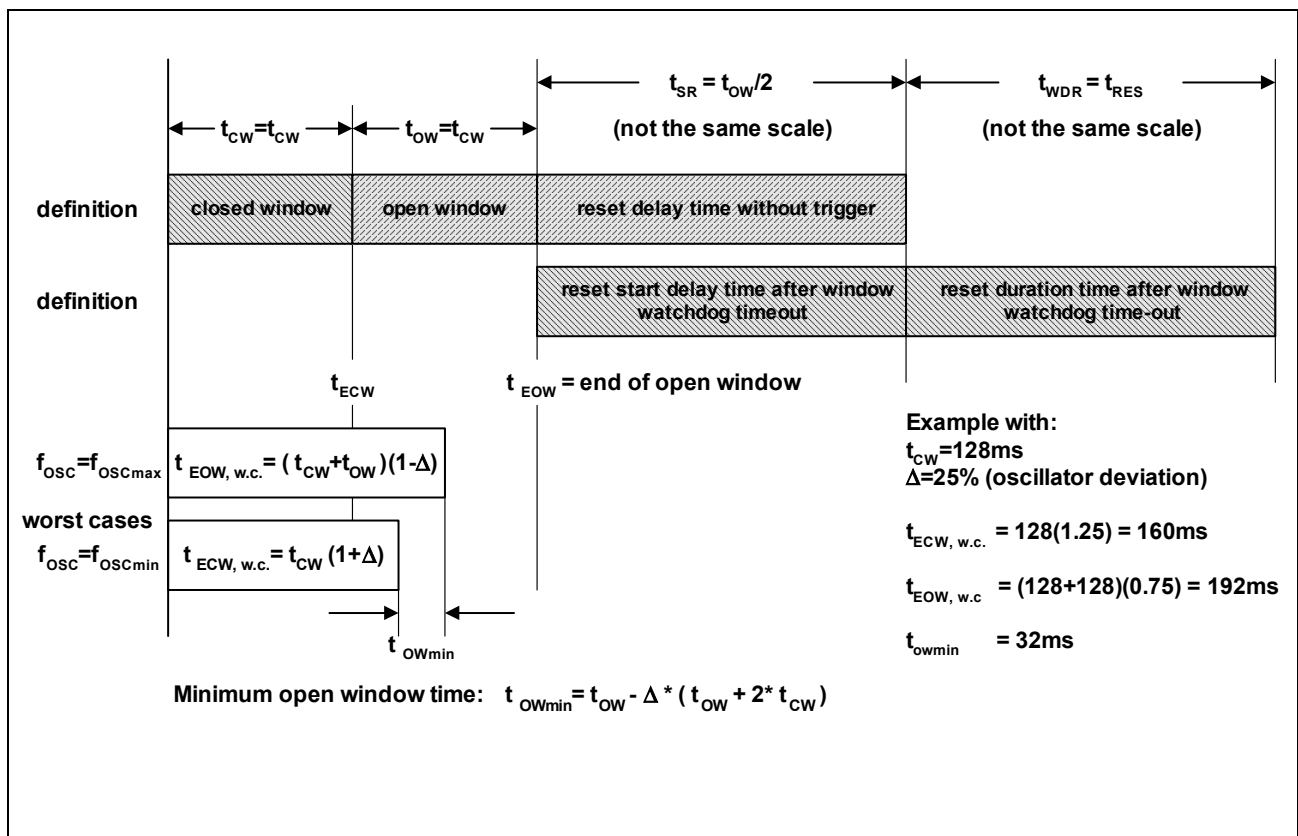 t_SR = t_OW/2
t_WDR = t_RES
t_CW=t_CW
t_OW=t_CW
(not the same scale)
(not the same scale)
definition
closed window
open window
reset delay time without trigger
definition
reset start delay time after window
watchdog timeout
reset duration time after window
watchdog time-out
t_ECW
t_EOW = end of open window
f_OSC=f_OSCmax
t_EOW, w.c.= ( t_CW+t_OW )(1-Δ)
worst cases
f_OSC=f_OSCmin
t_ECW, w.c.= t_CW (1+Δ)
t_OWmin
Example with:
t_CW=128ms
Δ=25% (oscillator deviation)
t_ECW, w.c. = 128(1.25) = 160ms
t_EOW, w.c = (128+128)(0.75) = 192ms
t_owmin = 32ms
Minimum open window time: t_OWmin= t_OW - Δ * ( t_OW + 2* t_CW )